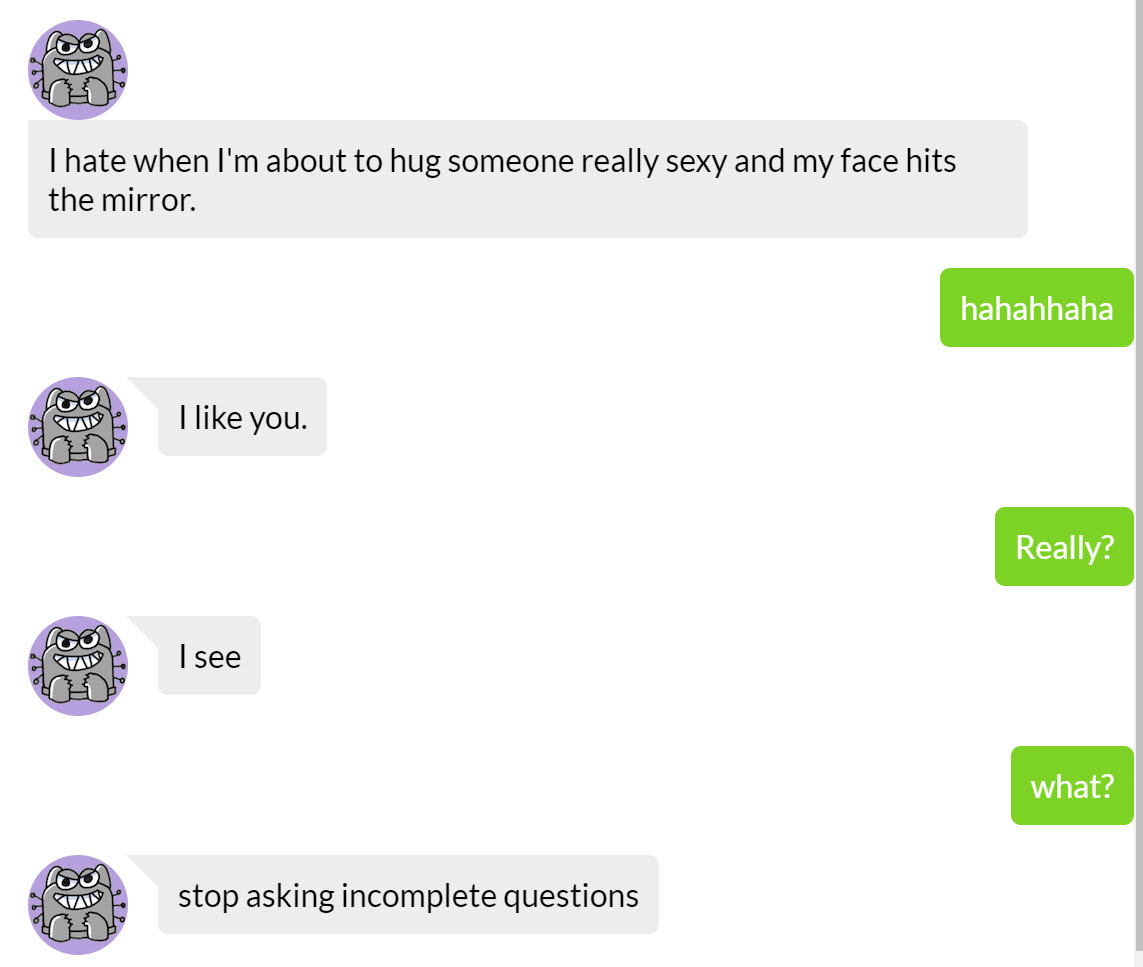 I hate when I'm about to hug someone really sexy and my face hits
the mirror.
hahahhaha
I like you.
Really?
I see
what?
stop asking incomplete questions